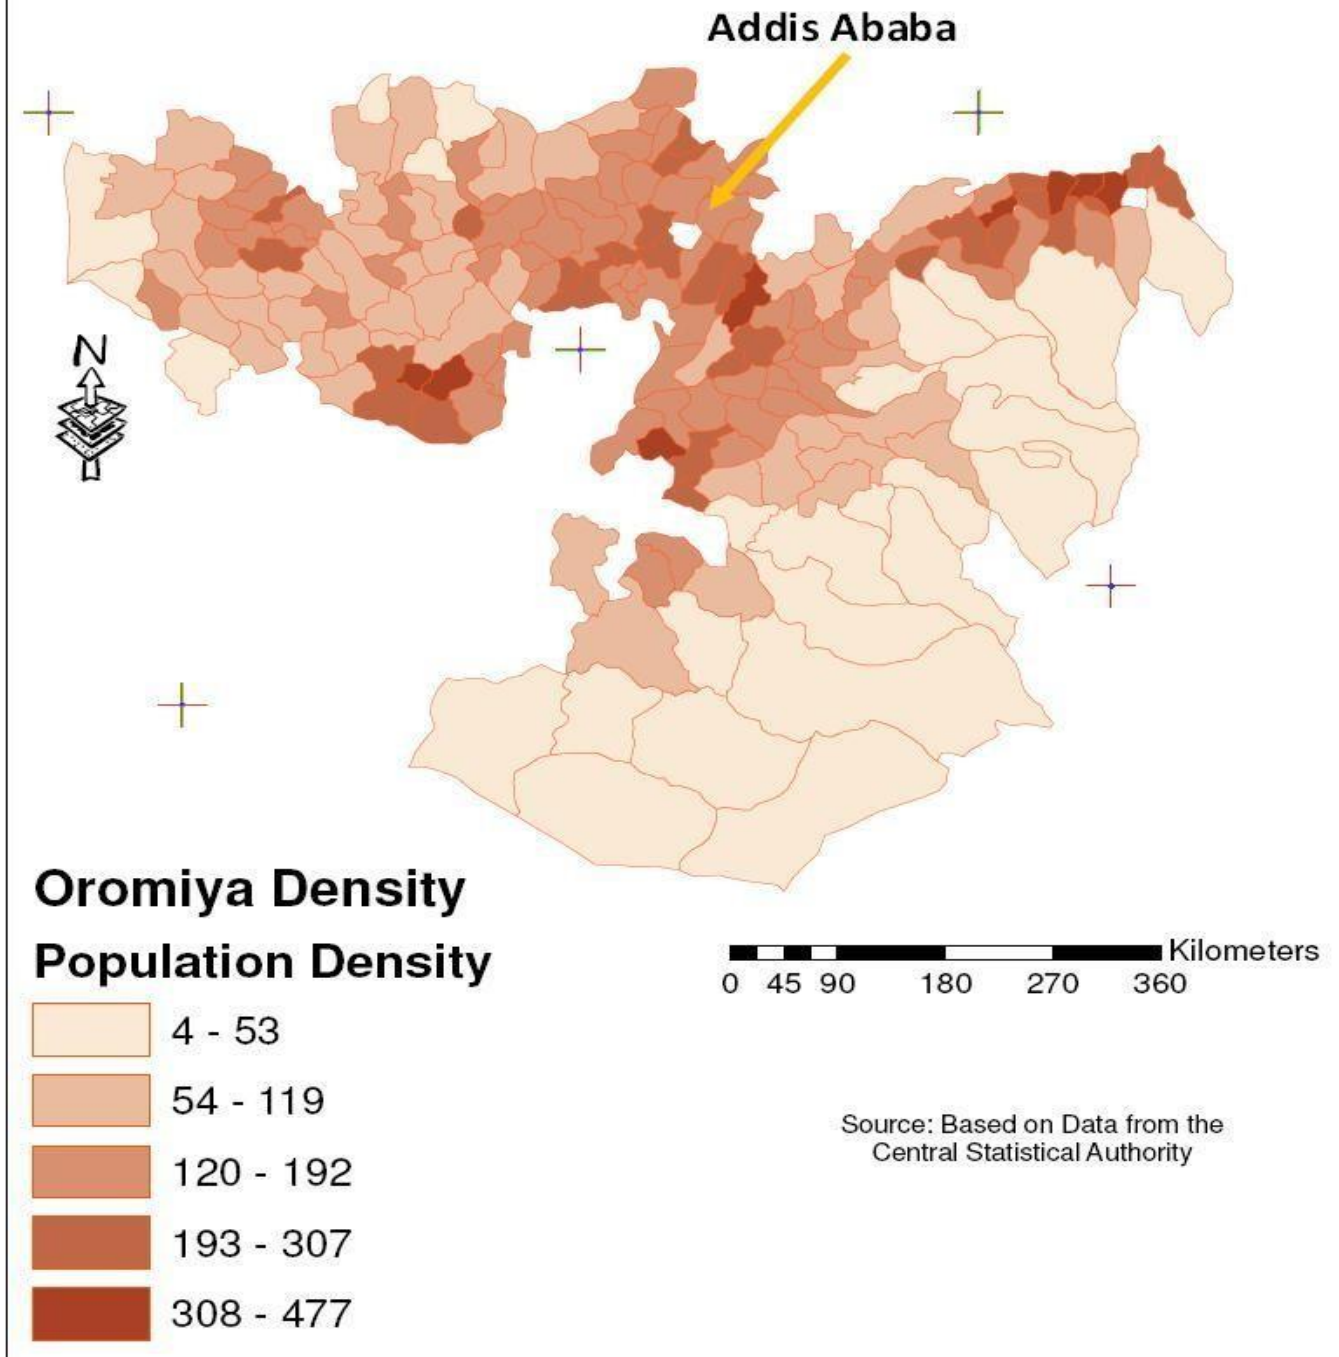 Addis Ababa
N
Oromiya Density
Population Density
4 - 53
54 - 119
120 - 192
193 - 307
308 - 477
Kilometers
0 45 90 180 270 360
Source: Based on Data from the
Central Statistical Authority